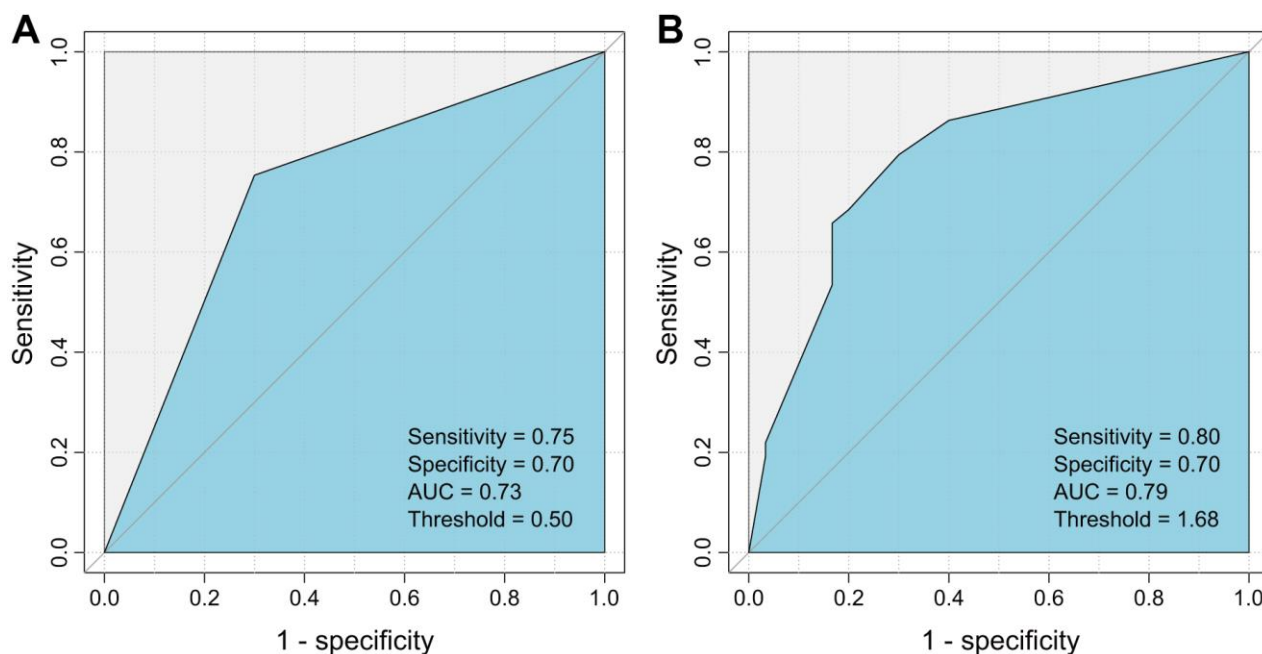 A
1.0
0.8
0.6
0.4
0.2
0.0
Sensitivity
Sensitivity = 0.75
Specificity = 0.70
AUC = 0.73
Threshold = 0.50
0.0 0.2 0.4 0.6 0.8 1.0
1 - specificity
B
1.0
0.8
0.6
0.4
0.2
0.0
Sensitivity
Sensitivity = 0.80
Specificity = 0.70
AUC = 0.79
Threshold = 1.68
0.0 0.2 0.4 0.6 0.8 1.0
1 - specificity